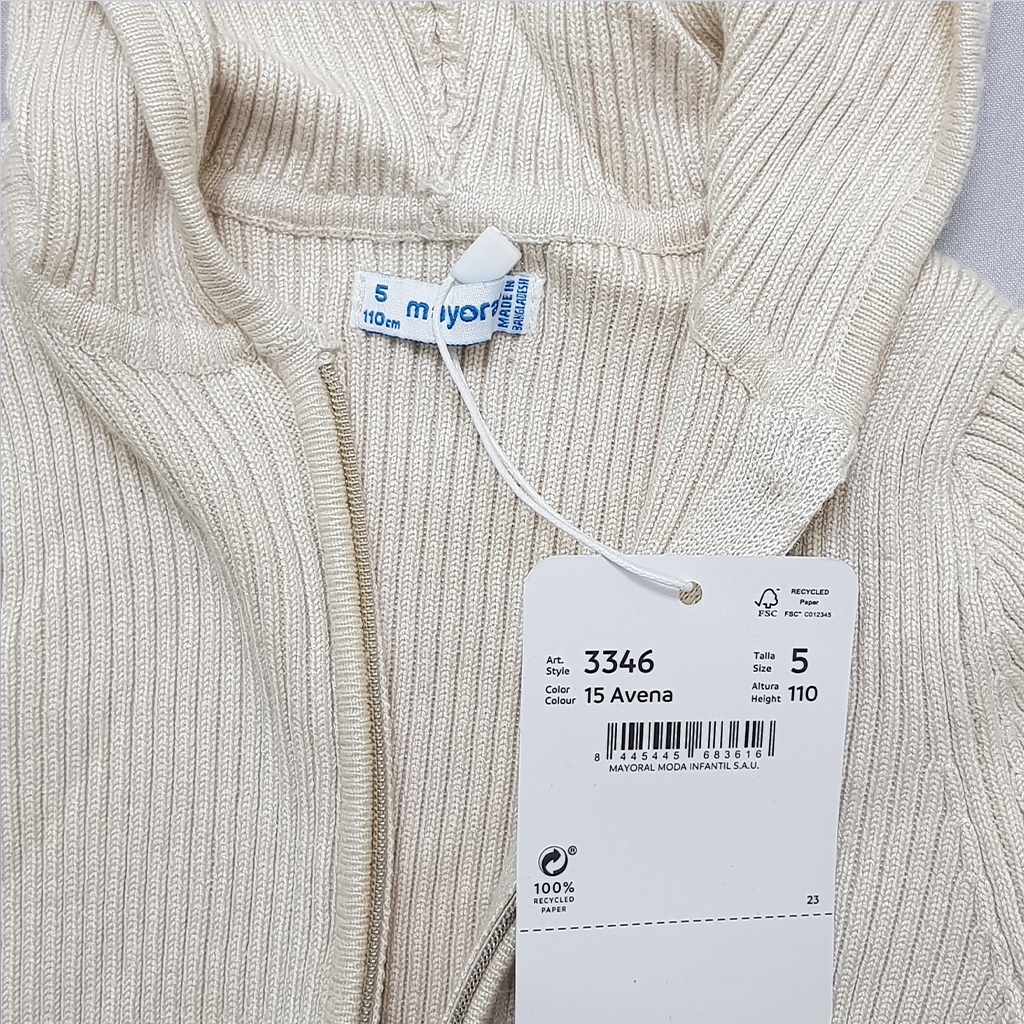 5
110cm
mayoral
MADE IN
BANGLADESH
FSC
RECYCLED
Paper
FSC™ C012345
Art.
Style
3346
Talla
Size
5
Color
Colour
15 Avena
Altura
Height
110
8 445445 683616
MAYORAL MODA INFANTIL S.A.U.
®
100%
RECYCLED
PAPER
23